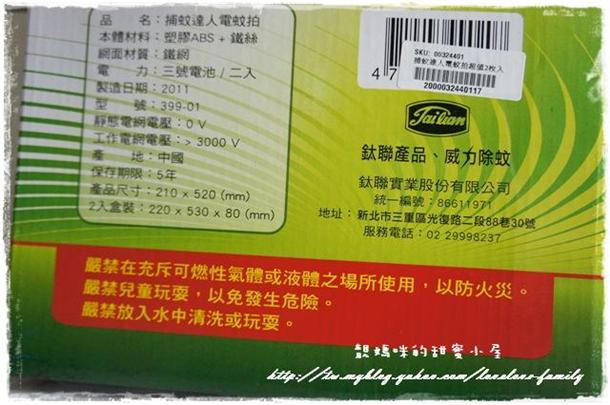 品　　名：捕蚊達人電蚊拍
本體材料：塑膠ABS + 鐵絲
網面材質：鐵網
電　　力：三號電池 / 二入
製造日期：2011
型　　號：399-01
靜態電網電壓：0 V
工作電網電壓：> 3000 V
產　　地：中國
保存期限：5年
產品尺寸：210 x 520 (mm)
2入盒裝：220 x 530 x 80 (mm)
SKU: 00324401
捕蚊達人電蚊拍超值2枚入
2000032440117
4 7
Tailian
鈦聯產品、威力除蚊
鈦聯實業股份有限公司
統一編號：86611971
地址：新北市三重區光復路二段88巷30號
服務電話：02 29998237
嚴禁在充斥可燃性氣體或液體之場所使用，以防火災。
嚴禁兒童玩耍，以免發生危險。
嚴禁放入水中清洗或玩耍。
靚媽咪的甜蜜小屋
http://tw.myblog.yahoo.com/lovelove-family